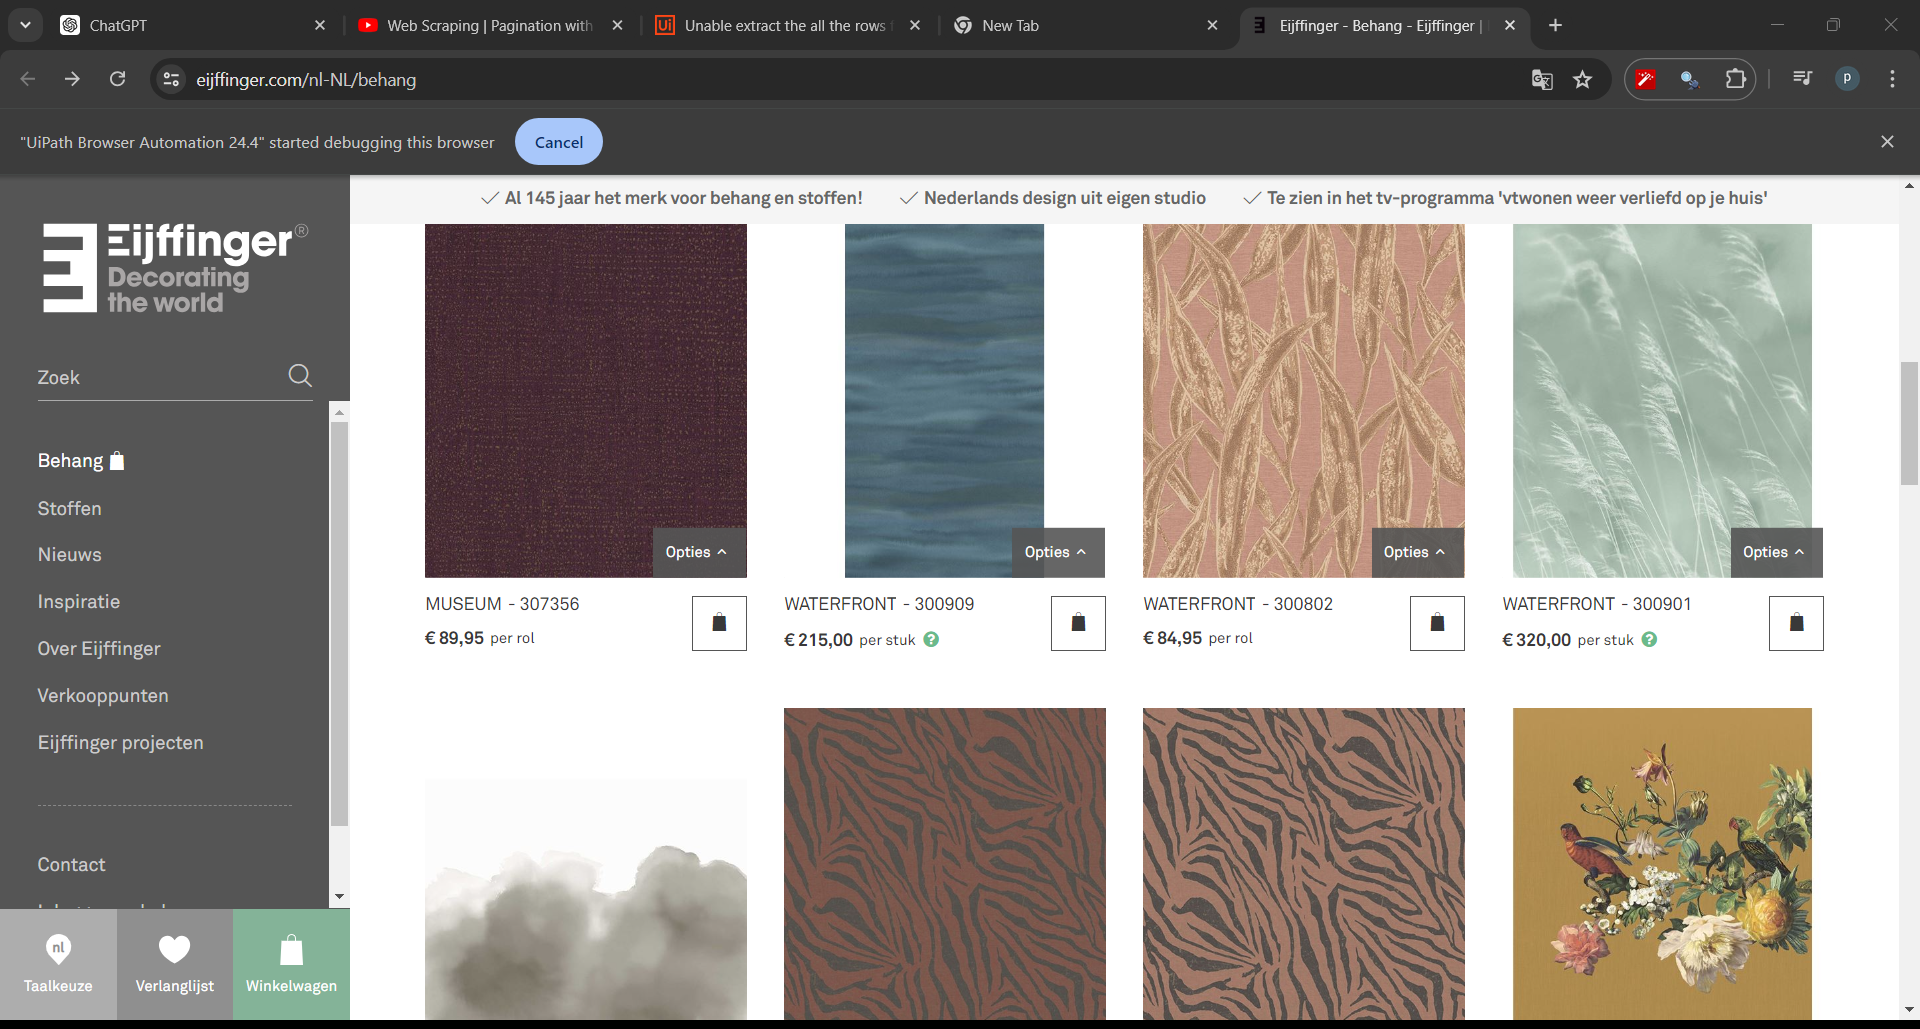 ChatGPT
Web Scraping | Pagination with
Unable extract the all the rows
New Tab
Eijffinger - Behang - Eijffinger |
eijffinger.com/nl-NL/behang
p
"UiPath Browser Automation 24.4" started debugging this browser
Cancel
Al 145 jaar het merk voor behang en stoffen!
Nederlands design uit eigen studio
Te zien in het tv-programma 'vtwonen weer verliefd op je huis'
Eijffinger®
Decorating
the world
Zoek
Behang
Stoffen
Nieuws
Inspiratie
Over Eijffinger
Verkooppunten
Eijffinger projecten
Contact
nl
Taalkeuze
Verlanglijst
Winkelwagen
Opties
Opties
Opties
Opties
MUSEUM - 307356
€ 89,95 per rol
WATERFRONT - 300909
€ 215,00 per stuk ?
WATERFRONT - 300802
€ 84,95 per rol
WATERFRONT - 300901
€ 320,00 per stuk ?